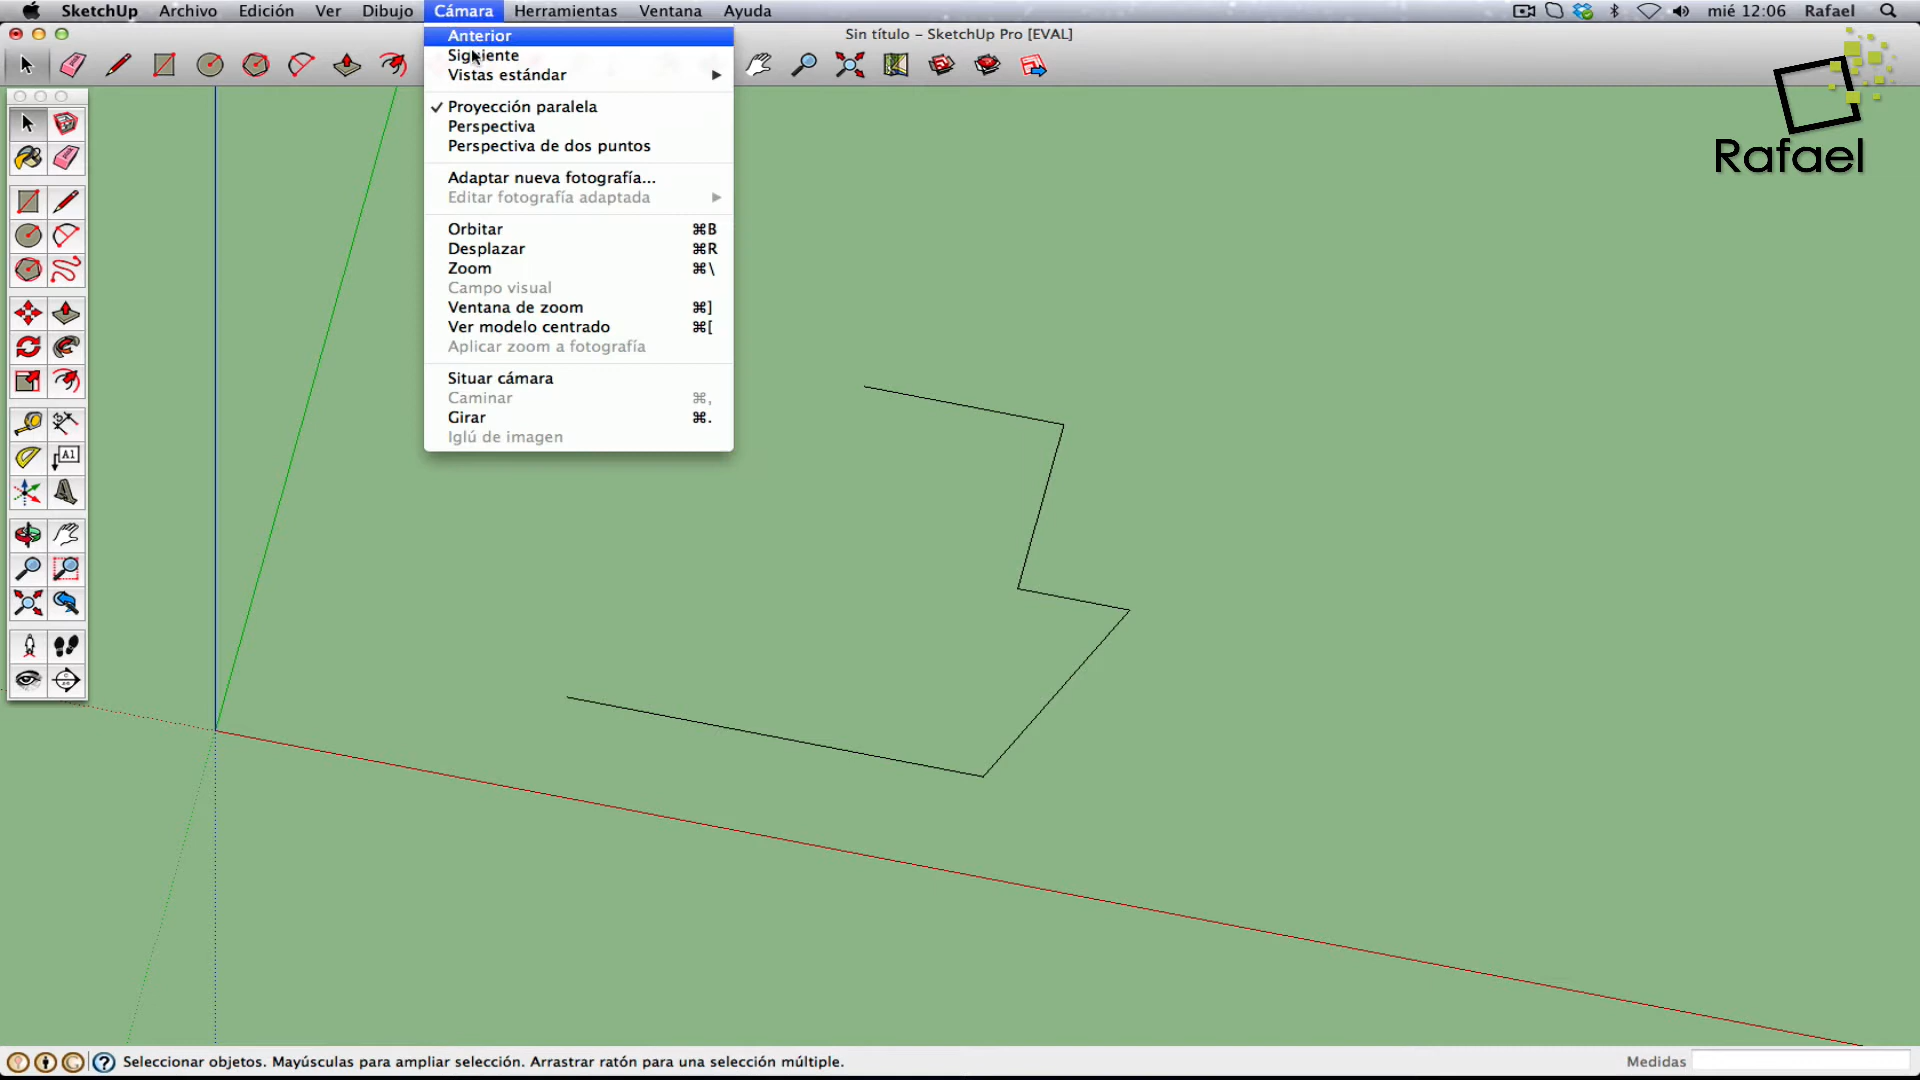 SketchUp Archivo Edición Ver Dibujo Cámara Herramientas Ventana Ayuda mié 12:06 Rafael
Sin título – SketchUp Pro [EVAL]
Anterior
Siguiente
Vistas estándar
Proyección paralela
Perspectiva
Perspectiva de dos puntos
Adaptar nueva fotografía...
Editar fotografía adaptada
Orbitar ⌘B
Desplazar ⌘R
Zoom ⌘\
Campo visual
Ventana de zoom ⌘]
Ver modelo centrado ⌘[
Aplicar zoom a fotografía
Situar cámara
Caminar ⌘,
Girar ⌘.
Iglú de imagen
Rafael
A1
Seleccionar objetos. Mayúsculas para ampliar selección. Arrastrar ratón para una selección múltiple.
Medidas